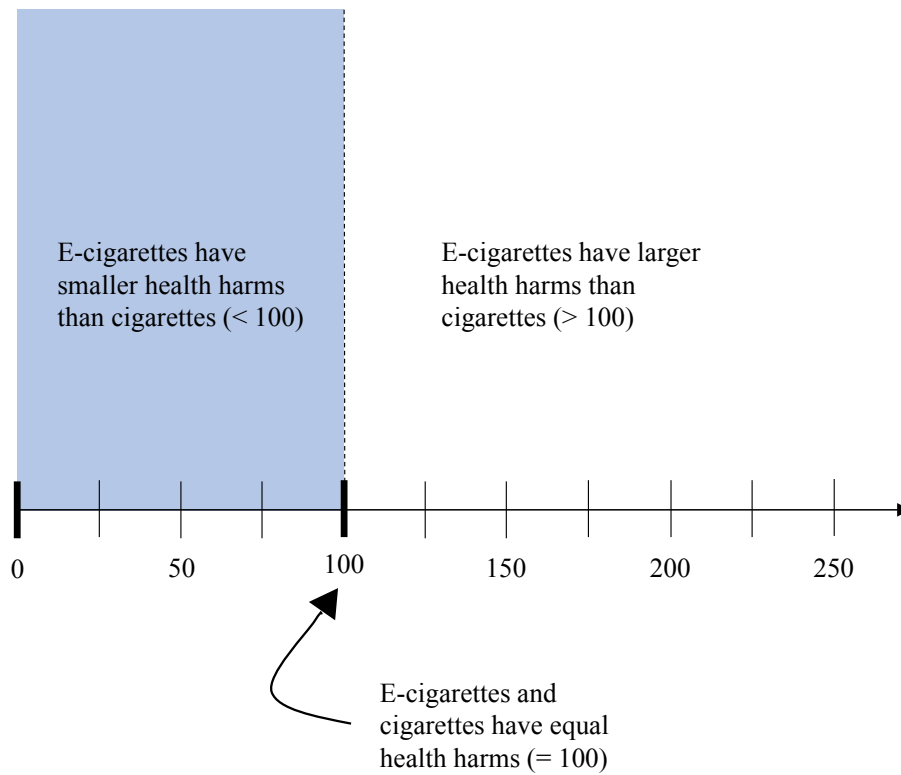 E-cigarettes have
smaller health harms
than cigarettes (< 100)
E-cigarettes have larger
health harms than
cigarettes (> 100)
0 50 100 150 200 250
E-cigarettes and
cigarettes have equal
health harms (= 100)